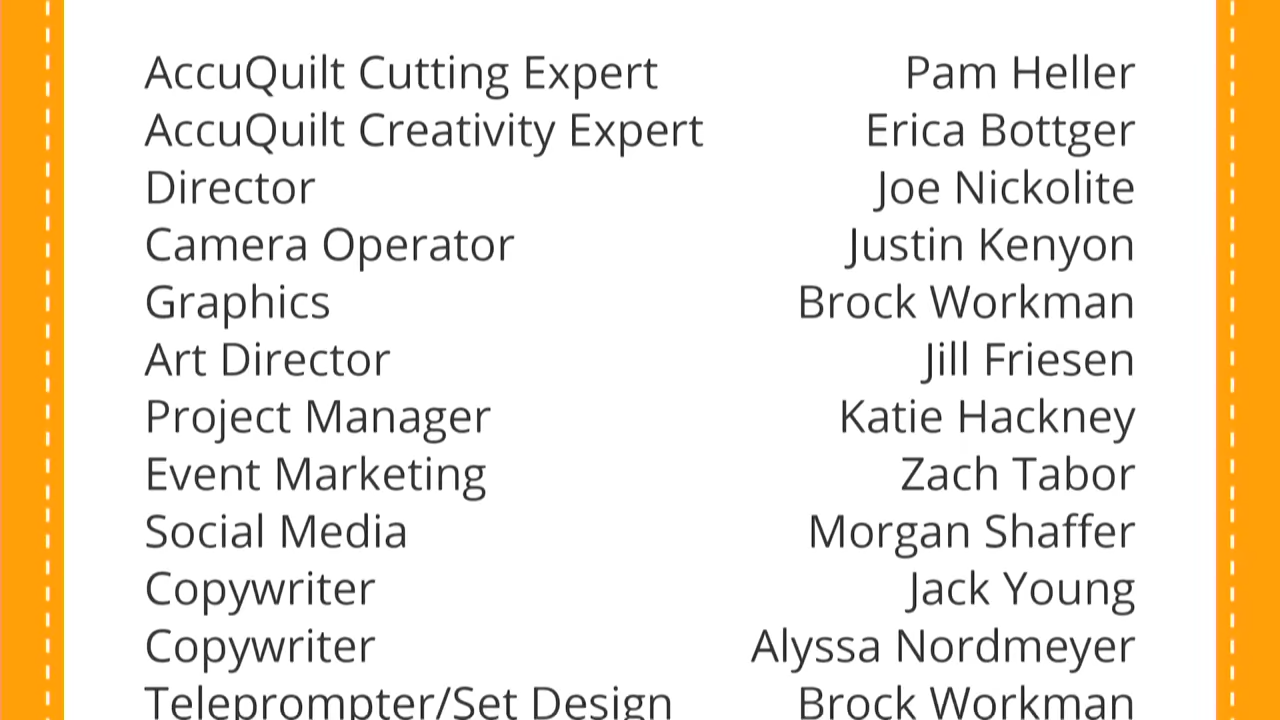 AccuQuilt Cutting Expert Pam Heller
AccuQuilt Creativity Expert Erica Bottger
Director Joe Nickolite
Camera Operator Justin Kenyon
Graphics Brock Workman
Art Director Jill Friesen
Project Manager Katie Hackney
Event Marketing Zach Tabor
Social Media Morgan Shaffer
Copywriter Jack Young
Copywriter Alyssa Nordmeyer
Teleprompter/Set Design Brock Workman